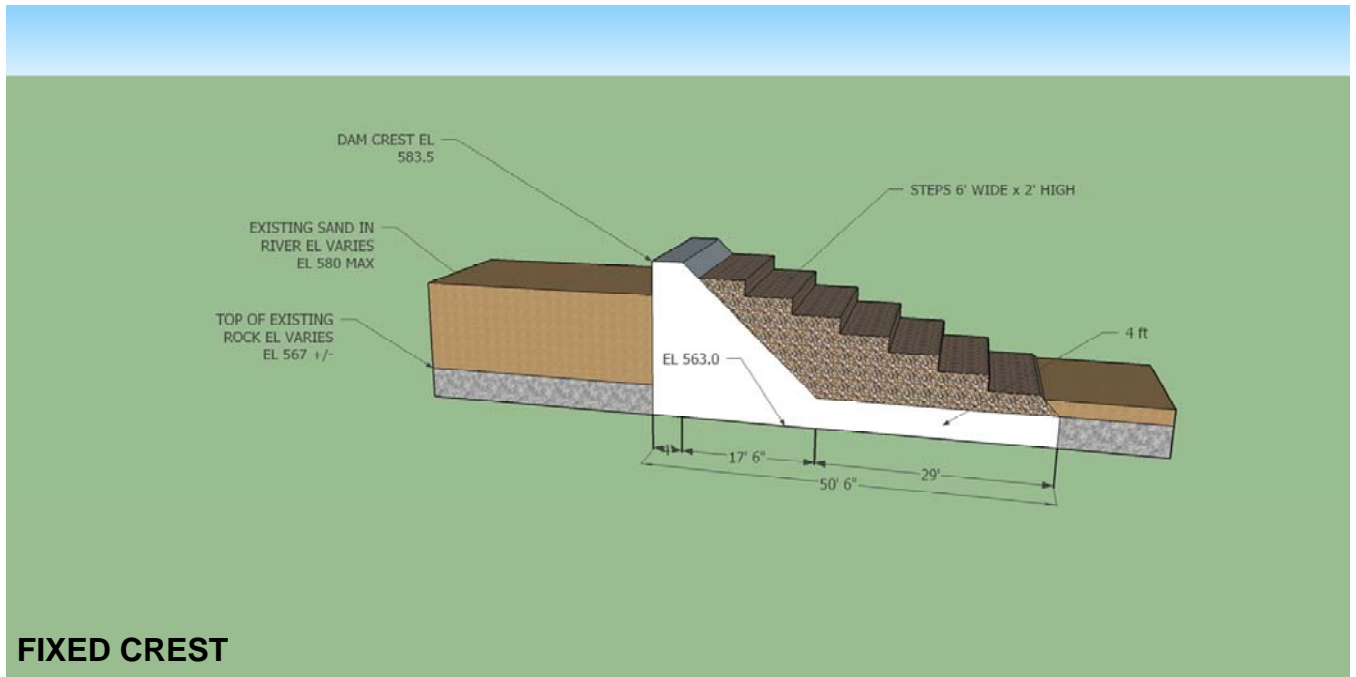 DAM CREST EL
583.5
STEPS 6' WIDE x 2' HIGH
EXISTING SAND IN
RIVER EL VARIES
EL 580 MAX
TOP OF EXISTING
ROCK EL VARIES
EL 567 +/-
4 ft
EL 563.0
4'
17' 6"
29'
50' 6"
FIXED CREST